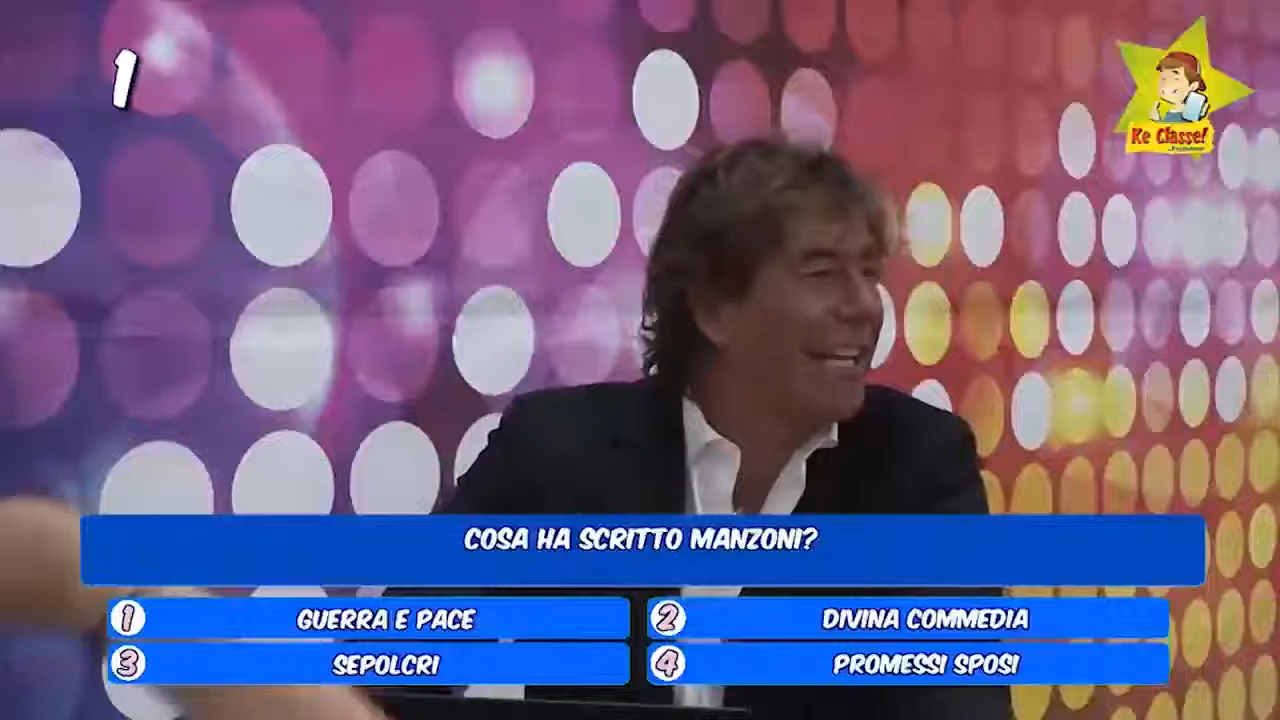 1
Ke Classe!
COSA HA SCRITTO MANZONI?
1 GUERRA E PACE
2 DIVINA COMMEDIA
3 SEPOLCRI
4 PROMESSI SPOSI